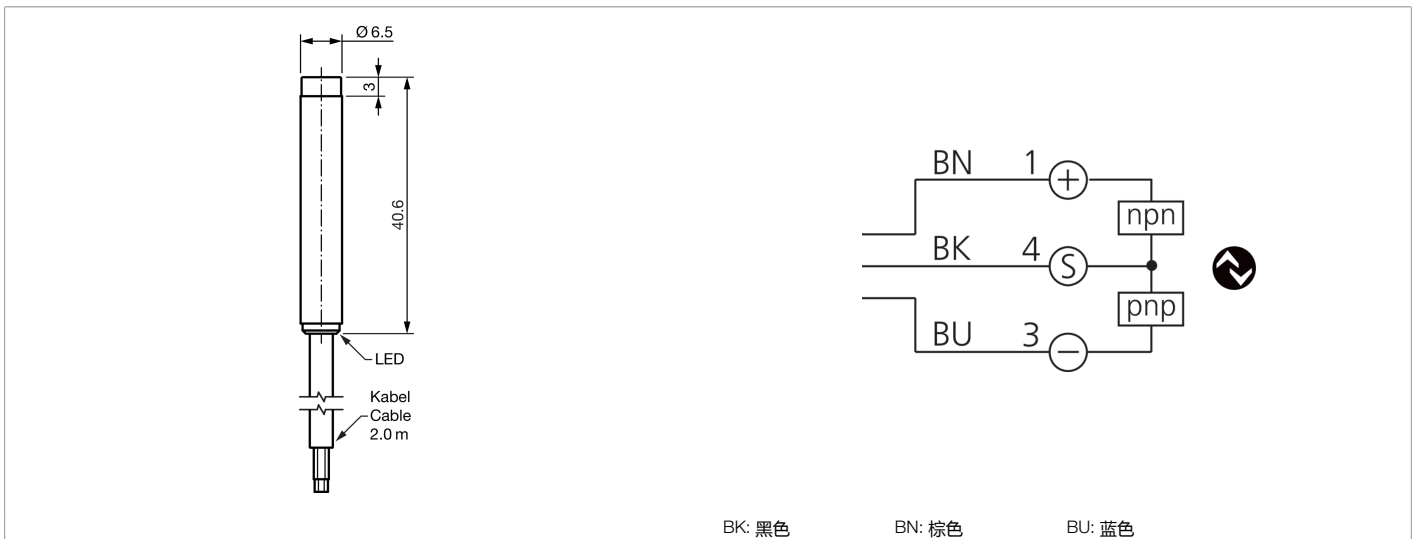 Ø 6.5
3
40.6
LED
Kabel
Cable
2.0 m
BN 1 +
npn
BK 4 S
pnp
BU 3 −
BK: 黑色 BN: 棕色 BU: 蓝色